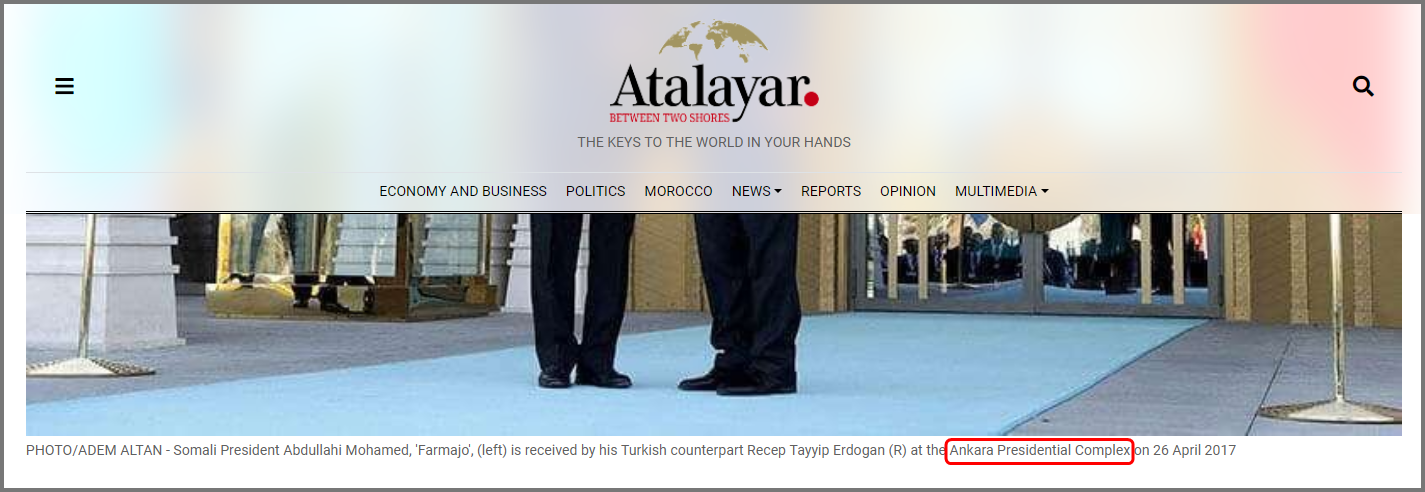 Atalayar.
BETWEEN TWO SHORES
THE KEYS TO THE WORLD IN YOUR HANDS
ECONOMY AND BUSINESS POLITICS MOROCCO NEWS REPORTS OPINION MULTIMEDIA
PHOTO/ADEM ALTAN - Somali President Abdullahi Mohamed, 'Farmajo', (left) is received by his Turkish counterpart Recep Tayyip Erdogan (R) at the Ankara Presidential Complex on 26 April 2017